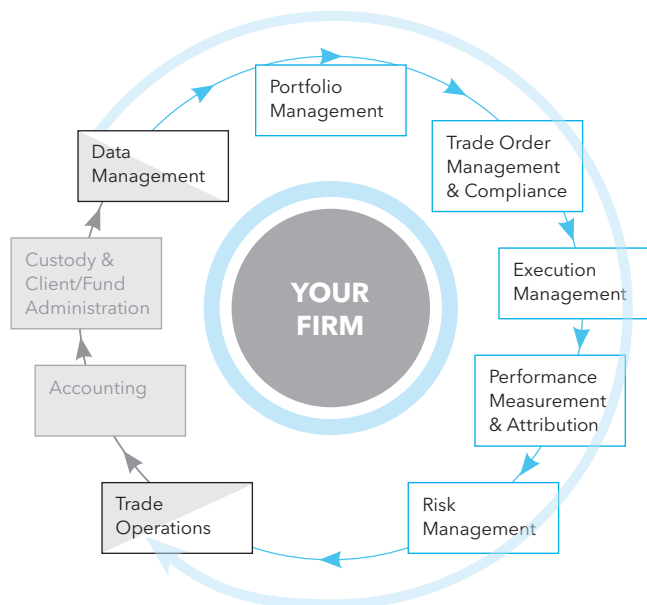 Portfolio
Management
Trade Order
Management
& Compliance
Execution
Management
Performance
Measurement
& Attribution
Risk
Management
Trade
Operations
Accounting
Custody &
Client/Fund
Administration
Data
Management
YOUR
FIRM